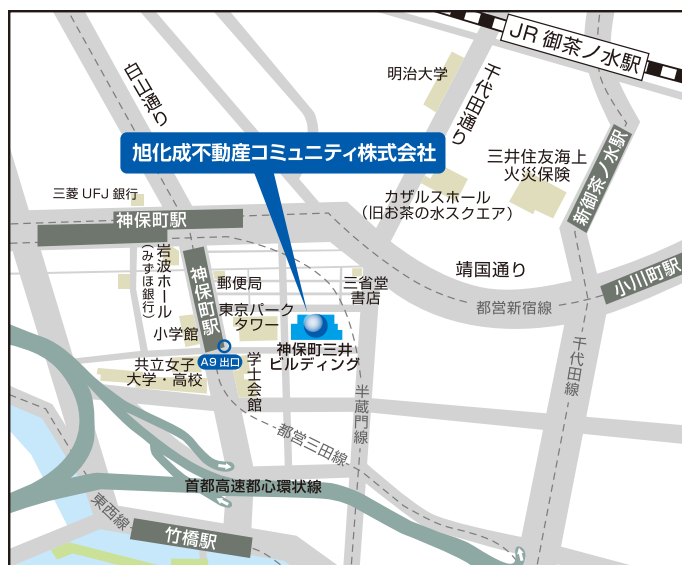 JR 御茶ノ水駅
白山通り
明治大学
千代田通り
旭化成不動産コミュニティ株式会社
三井住友海上
火災保険
新御茶ノ水駅
三菱UFJ銀行
カザルスホール
（旧お茶の水スクエア）
神保町駅
岩波ホール
（みずほ銀行）
神保町駅
郵便局
三省堂
書店
靖国通り
小川町駅
都営新宿線
東京パーク
タワー
小学館
神保町三井
ビルディング
A9出口
共立女子
大学・高校
学士会館
千代田線
半蔵門線
都営三田線
首都高速都心環状線
東西線
竹橋駅